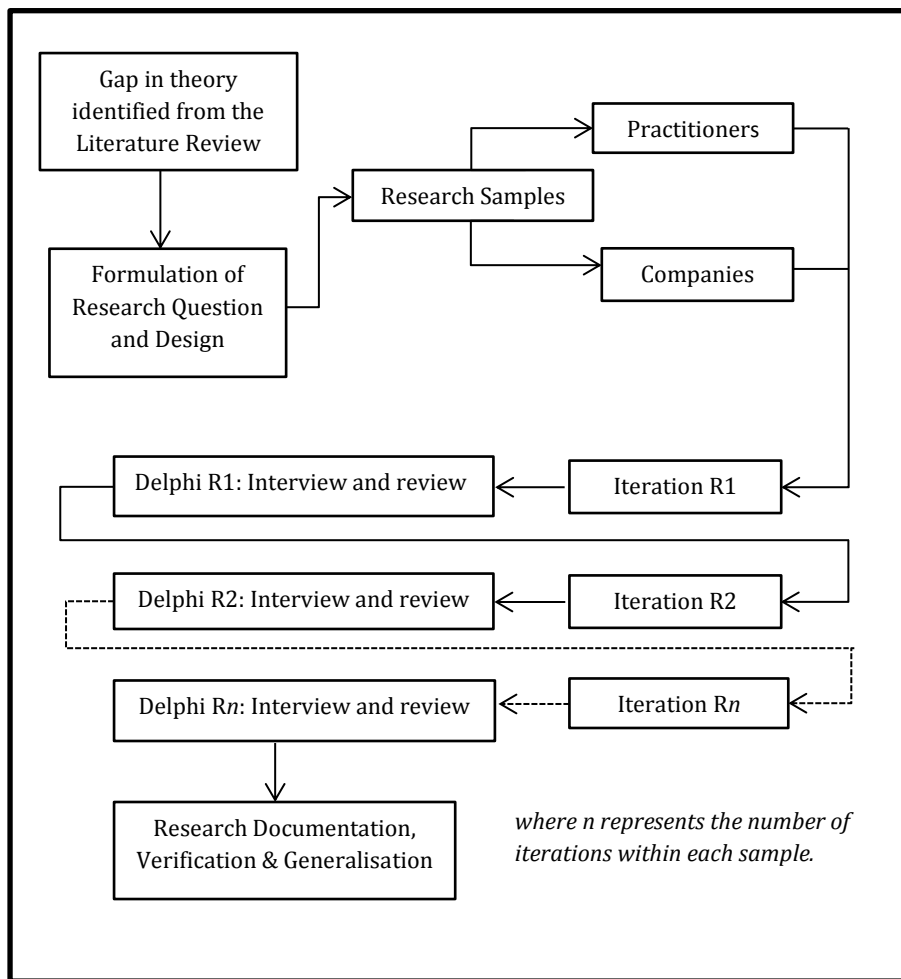 Gap in theory
identified from the
Literature Review
Practitioners
Research Samples
Formulation of
Research Question
and Design
Companies
Delphi R1: Interview and review
Iteration R1
Delphi R2: Interview and review
Iteration R2
Delphi Rn: Interview and review
Iteration Rn
Research Documentation,
Verification & Generalisation
where n represents the number of
iterations within each sample.